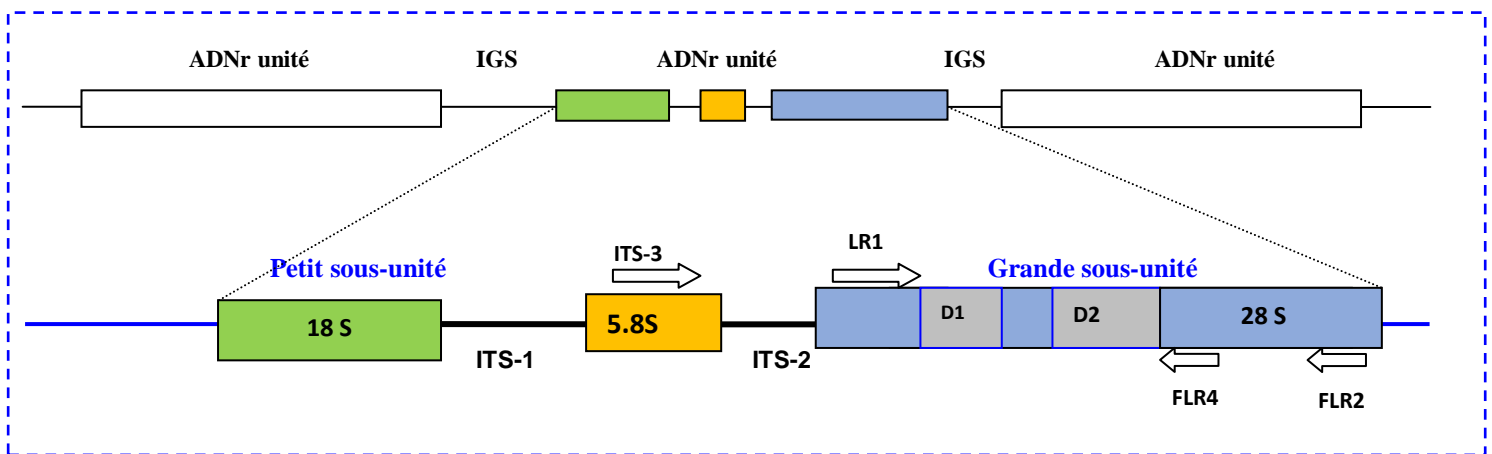 ADNr unité IGS ADNr unité IGS ADNr unité
ITS-3 LR1
Petit sous-unité Grande sous-unité
18 S 5.8S D1 D2 28 S
ITS-1 ITS-2
FLR4 FLR2